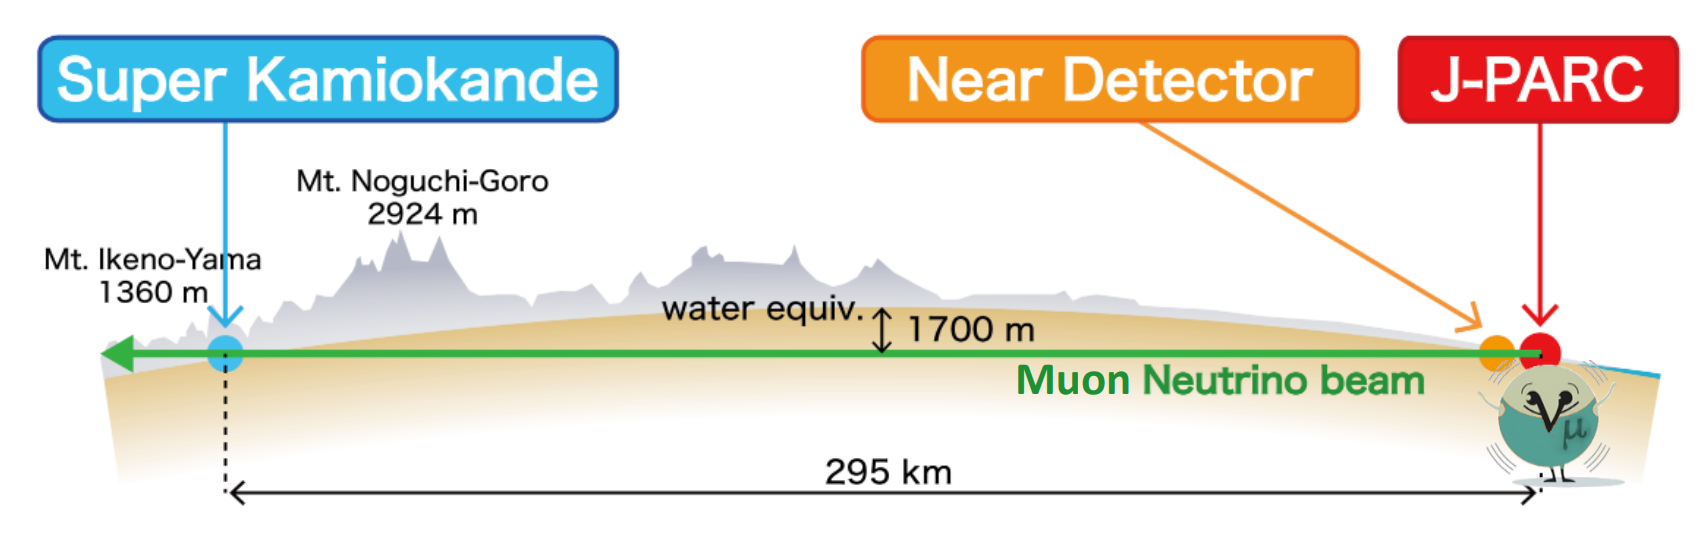 Super Kamiokande
Near Detector
J-PARC
Mt. Noguchi-Goro
2924 m
Mt. Ikeno-Yama
1360 m
water equiv.
1700 m
Muon Neutrino beam
νμ
295 km